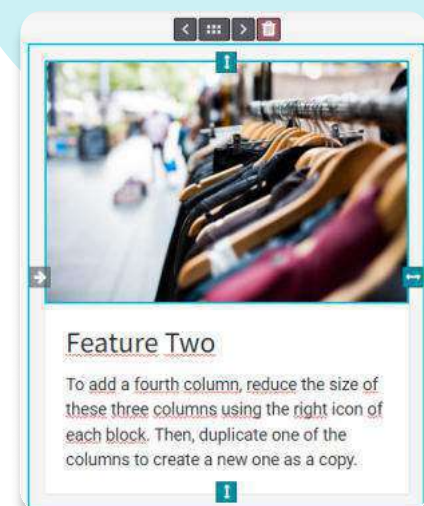 Feature Two
To add a fourth column, reduce the size of
these three columns using the right icon of
each block. Then, duplicate one of the
columns to create a new one as a copy.